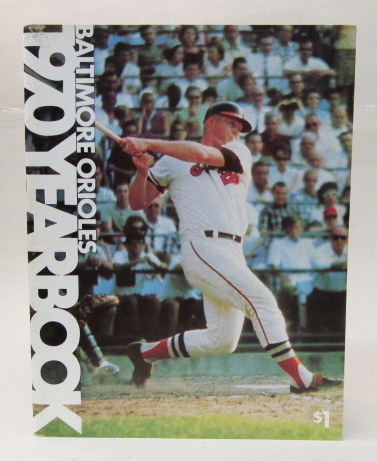 BALTIMORE ORIOLES
1970 YEARBOOK
$1